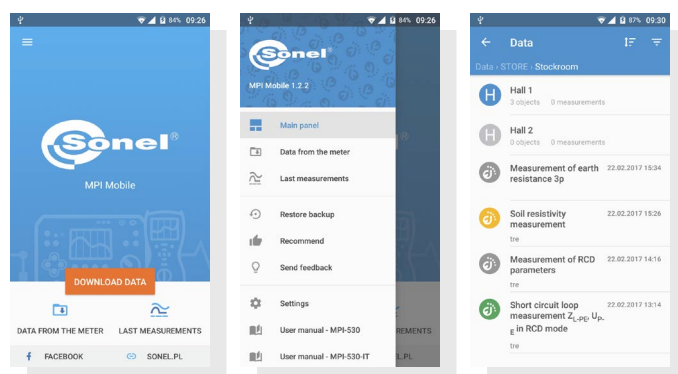 84% 09:26
Sonel®
MPI Mobile
DOWNLOAD DATA
DATA FROM THE METER
LAST MEASUREMENTS
FACEBOOK
SONEL.PL
84% 09:26
Sonel®
MPI Mobile 1.2.2
Main panel
Data from the meter
Last measurements
Restore backup
Recommend
Send feedback
Settings
User manual - MPI-530
User manual - MPI-530-IT
REMENTS
EL.PL
87% 09:30
Data
Data › STORE › Stockroom
H
Hall 1
3 objects 0 measurements
H
Hall 2
0 objects 0 measurements
Measurement of earth 22.02.2017 15:34
resistance 3p
Soil resistivity 22.02.2017 15:26
measurement
tre
Measurement of RCD 22.02.2017 14:16
parameters
tre
Short circuit loop 22.02.2017 13:14
measurement Z L-PE, U P-
E in RCD mode
tre